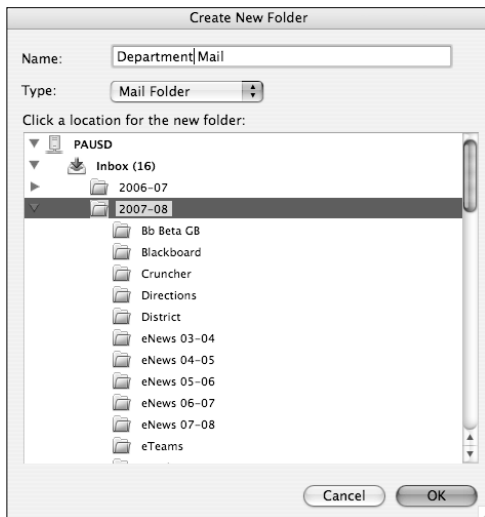 Create New Folder
Name: Department Mail
Type: Mail Folder
Click a location for the new folder:
PAUSD
Inbox (16)
2006-07
2007-08
Bb Beta GB
Blackboard
Cruncher
Directions
District
eNews 03-04
eNews 04-05
eNews 05-06
eNews 06-07
eNews 07-08
eTeams
Cancel OK